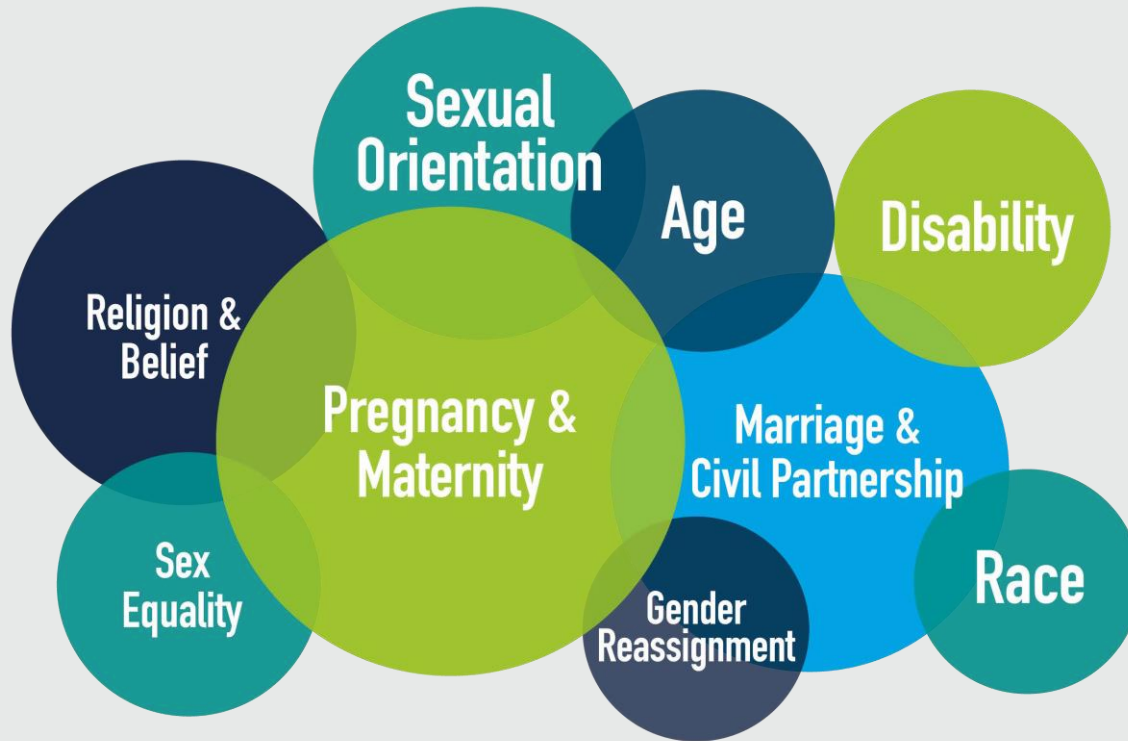 Sexual
Orientation
Age
Disability
Religion &
Belief
Pregnancy &
Maternity
Marriage &
Civil Partnership
Sex
Equality
Gender
Reassignment
Race